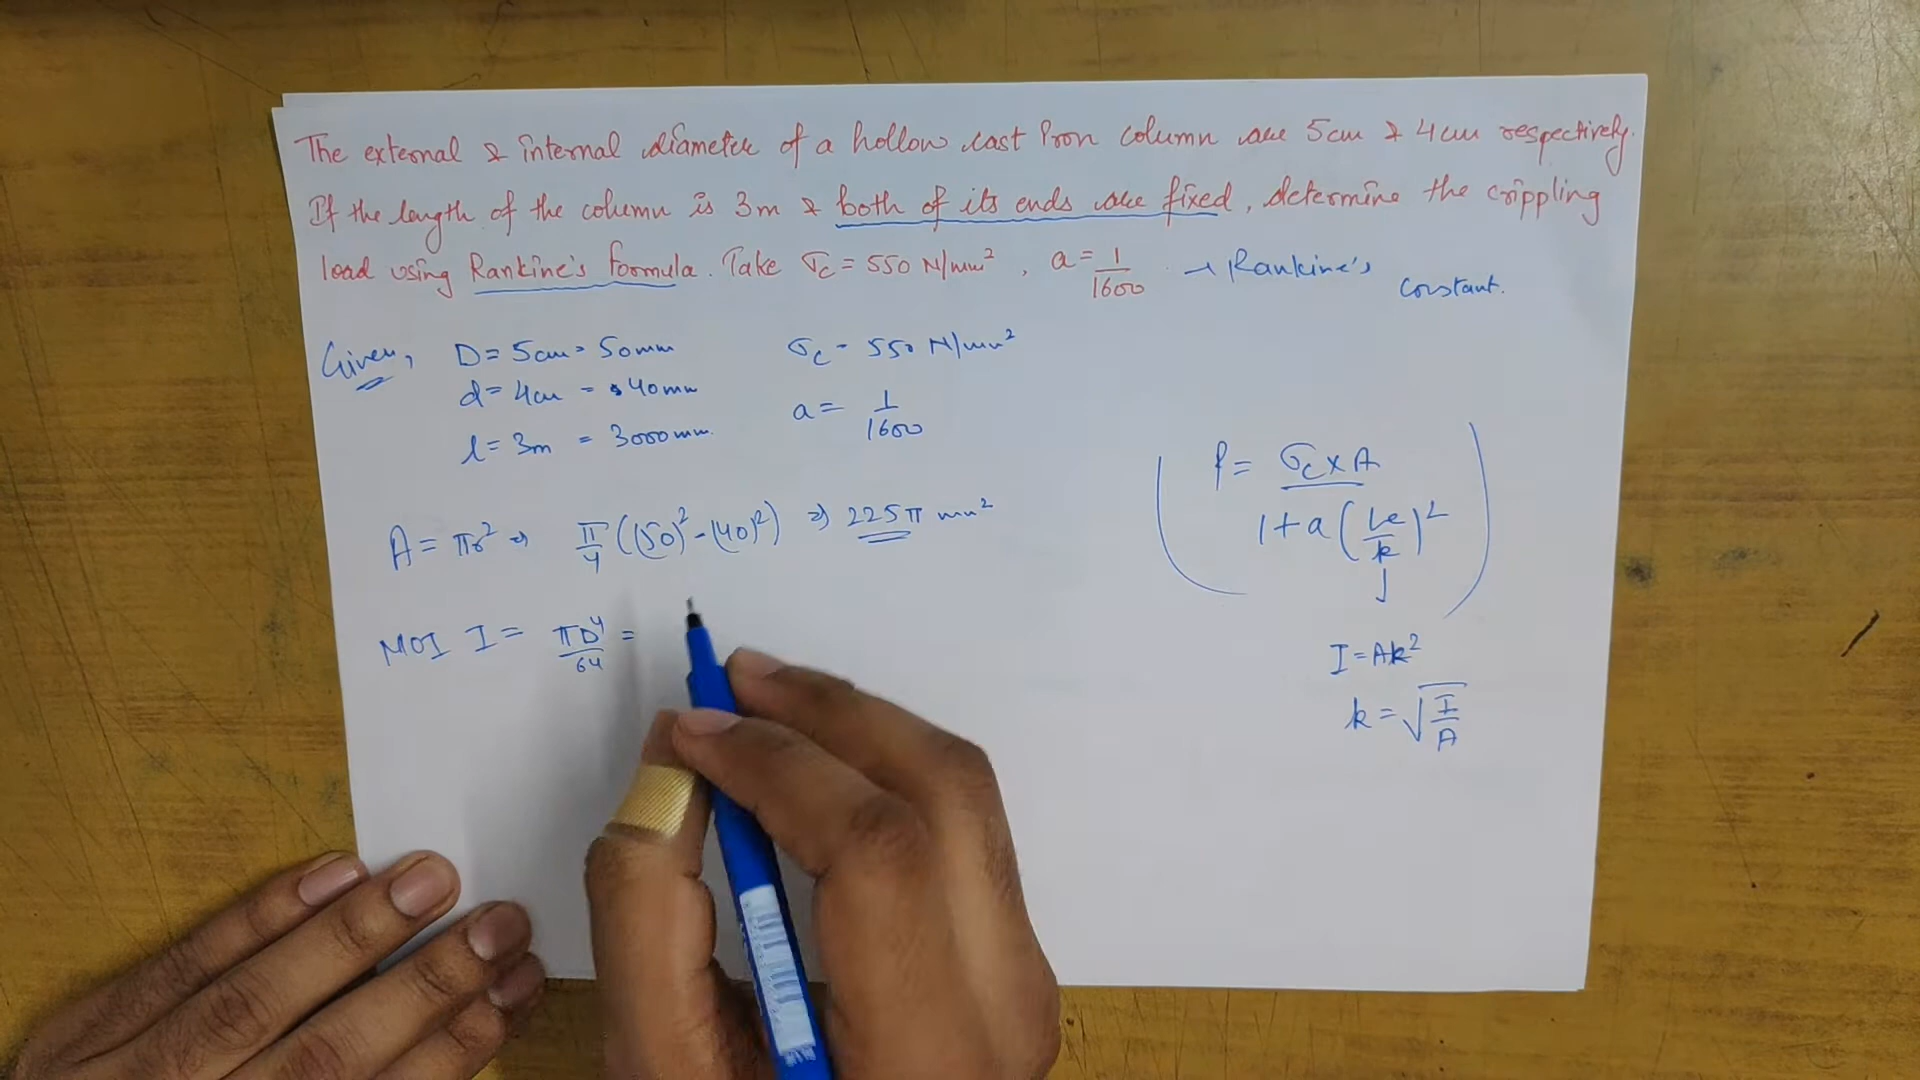 The external & internal diameter of a hollow cast Iron column are 5cm & 4cm respectively.
If the length of the column is 3m & both of its ends are fixed, determine the crippling
load using Rankine's formula. Take σc = 550 N/mm², a = 1/1600 → Rankine's
constant.
Given, D = 5cm = 50mm σc = 550 N/mm²
d = 4cm = 40mm
a = 1/1600
l = 3m = 3000mm.
P = σc × A / 1 + a (Le/k)²
A = πr² ⇒ π/4 ((50)² - (40)²) ⇒ 225π mm²
MOI I = πD⁴/64 =
I = Ak²
k = √I/A